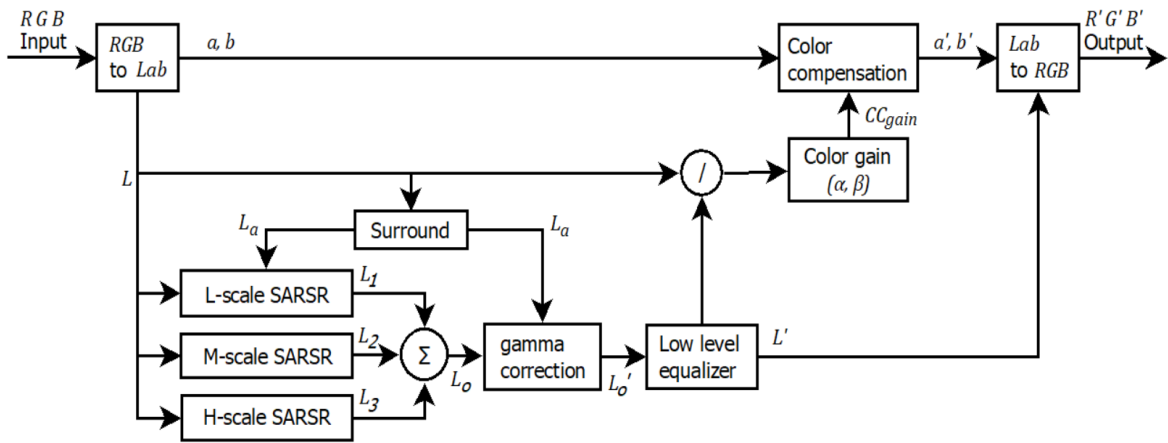 R G B
Input
RGB
to Lab
a, b
Color
compensation
a', b'
Lab
to RGB
R' G' B'
Output
CCgain
Color gain
(α, β)
L
/
Surround
La
La
L-scale SARSR
L1
M-scale SARSR
L2
H-scale SARSR
L3
Σ
Lo
gamma
correction
Lo'
Low level
equalizer
L'